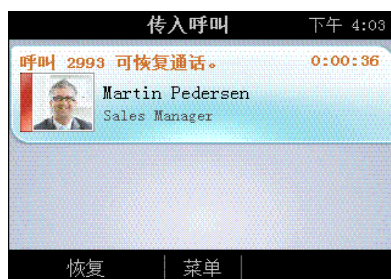 传入呼叫 下午 4:03
呼叫 2993 可恢复通话。 0:00:36
Martin Pedersen
Sales Manager
恢复 菜单